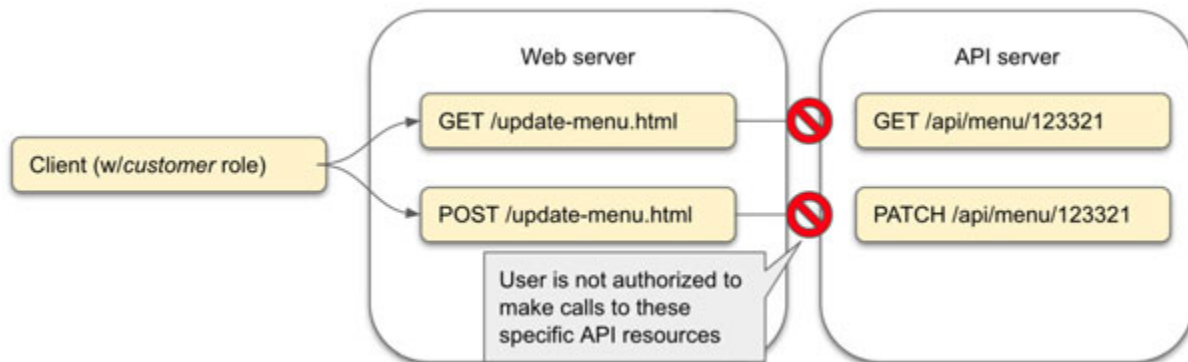 Web server
API server
GET /update-menu.html
GET /api/menu/123321
Client (w/customer role)
POST /update-menu.html
PATCH /api/menu/123321
User is not authorized to
make calls to these
specific API resources